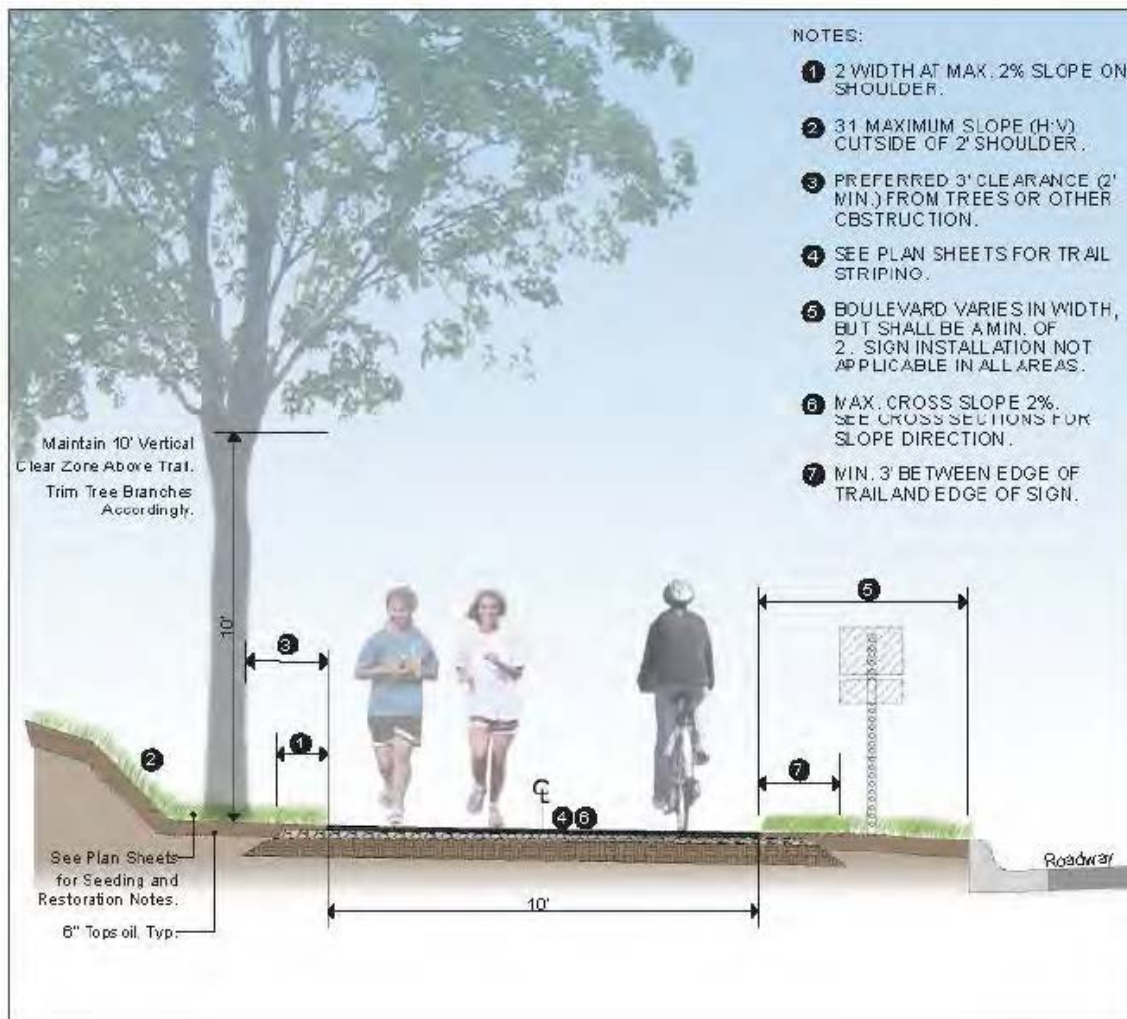 NOTES:
1 2 WIDTH AT MAX. 2% SLOPE ON
SHOULDER.
2 31 MAXIMUM SLOPE (H:V)
CUTSIDE OF 2' SHOULDER.
3 PREFERRED 3' CLEARANCE (2'
MIN.) FROM TREES OR OTHER
CBSTRUCTION.
4 SEE PLAN SHEETS FOR TRAIL
STRIPING.
5 BOULEVARD VARIES IN WIDTH,
BUT SHALL BE A MIN. OF
2. SIGN INSTALLATION NOT
APPLICABLE IN ALL AREAS.
6 MAX. CROSS SLOPE 2%.
SEE CROSS SECTIONS FOR
SLOPE DIRECTION.
7 MIN. 3' BETWEEN EDGE OF
TRAIL AND EDGE OF SIGN.
Maintain 10' Vertical
Clear Zone Above Trail.
Trim Tree Branches
Accordingly.
10'
3
5
1
2
7
CL
4 6
See Plan Sheets
for Seeding and
Restoration Notes.
6" Topsoil, Typ.
10'
Roadway